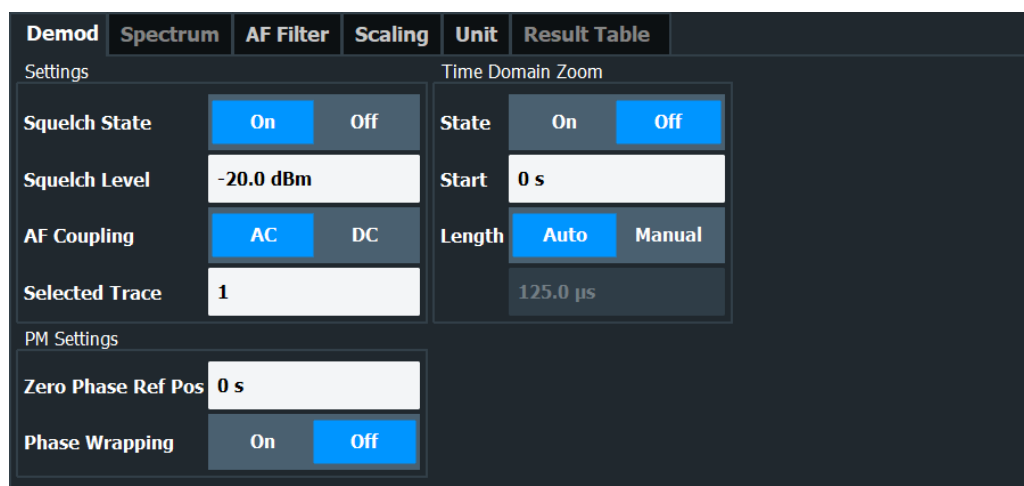 Demod Spectrum AF Filter Scaling Unit Result Table
Settings
Squelch State On Off
Squelch Level -20.0 dBm
AF Coupling AC DC
Selected Trace 1
Time Domain Zoom
State On Off
Start 0 s
Length Auto Manual
125.0 µs
PM Settings
Zero Phase Ref Pos 0 s
Phase Wrapping On Off